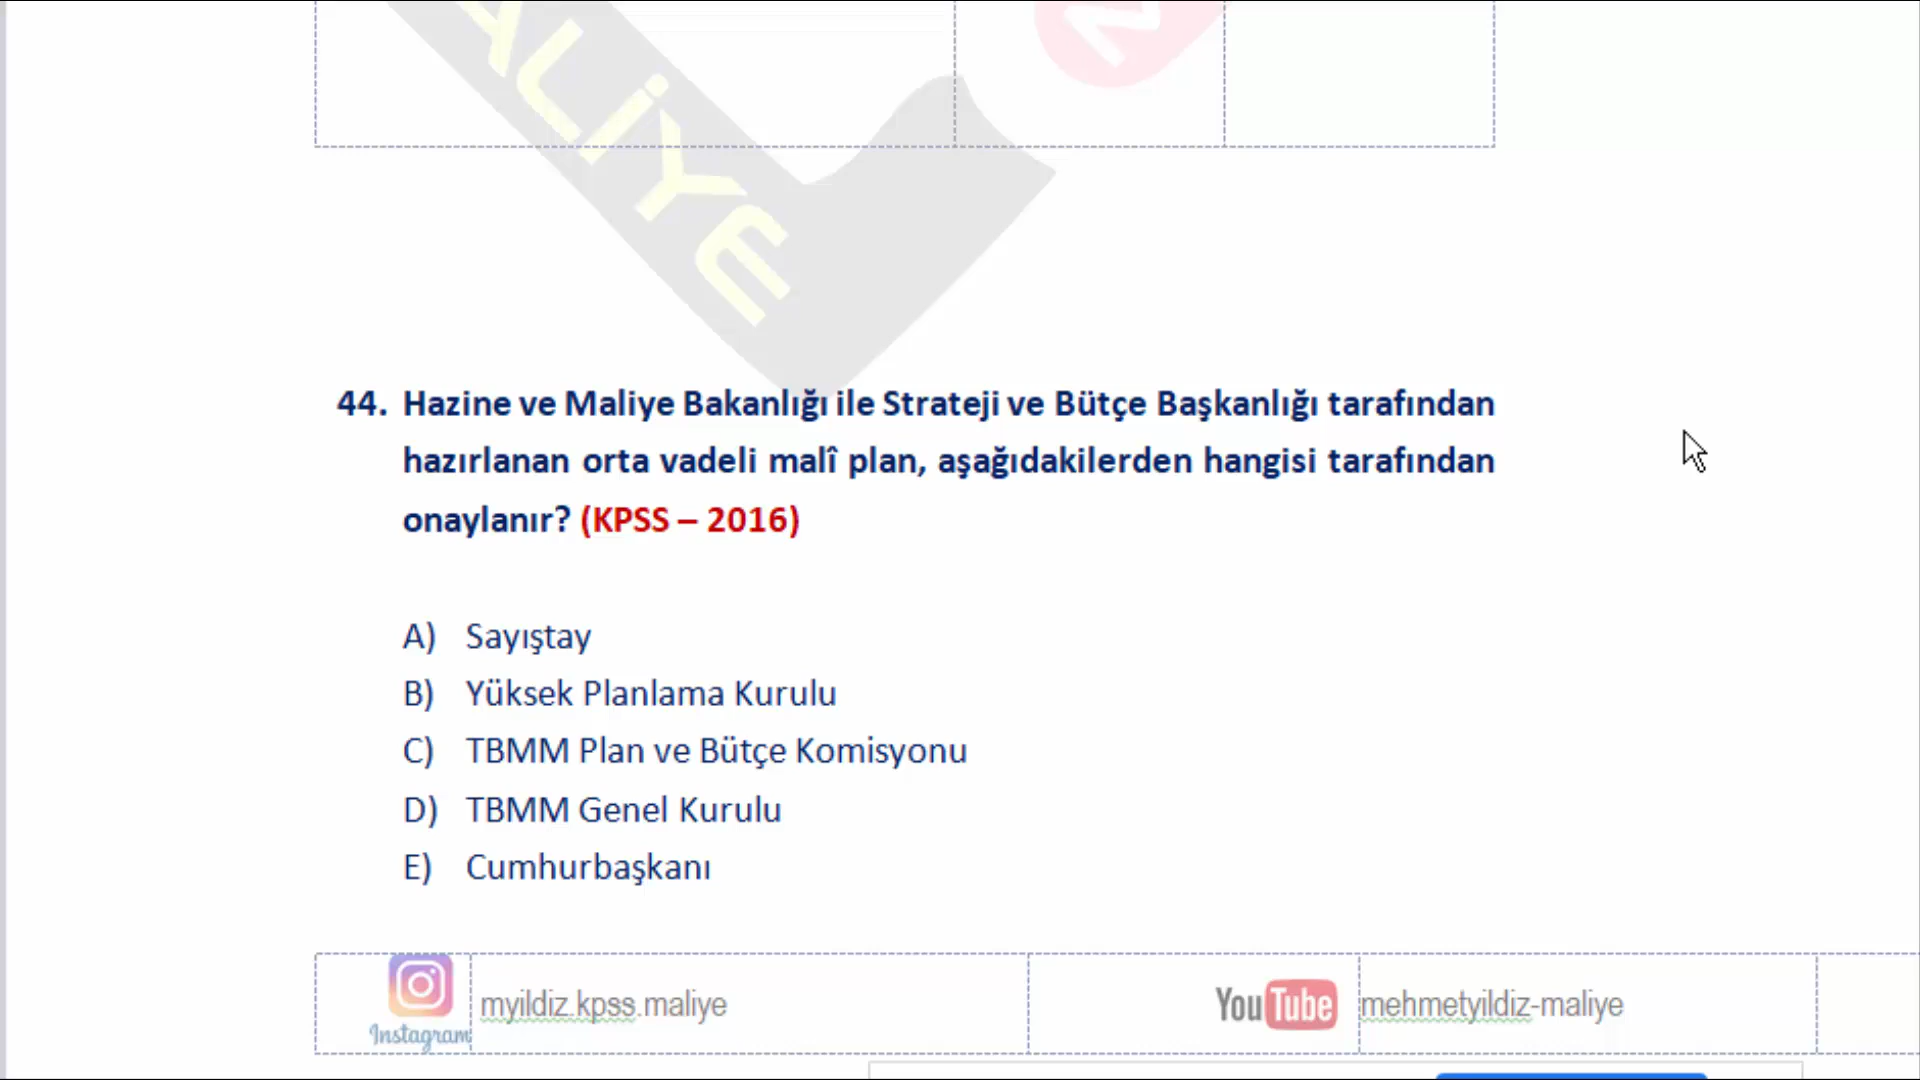 ALİYE
44. Hazine ve Maliye Bakanlığı ile Strateji ve Bütçe Başkanlığı tarafından
hazırlanan orta vadeli malî plan, aşağıdakilerden hangisi tarafından
onaylanır? (KPSS – 2016)
A) Sayıştay
B) Yüksek Planlama Kurulu
C) TBMM Plan ve Bütçe Komisyonu
D) TBMM Genel Kurulu
E) Cumhurbaşkanı
Instagram
myildiz.kpss.maliye
YouTube
mehmetyildiz-maliye